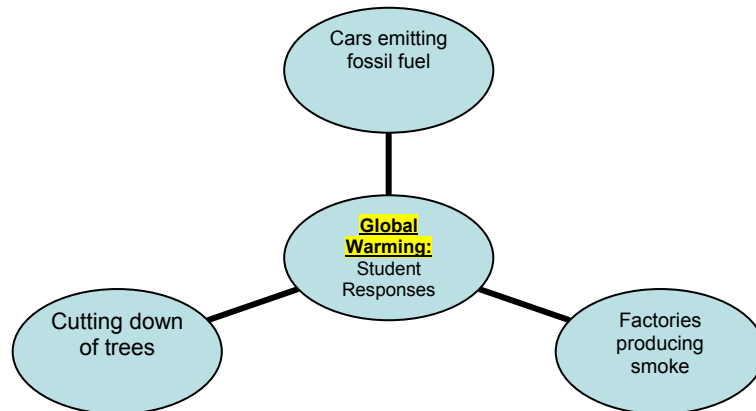 Cars emitting
fossil fuel
Global
Warming:
Student
Responses
Cutting down
of trees
Factories
producing
smoke